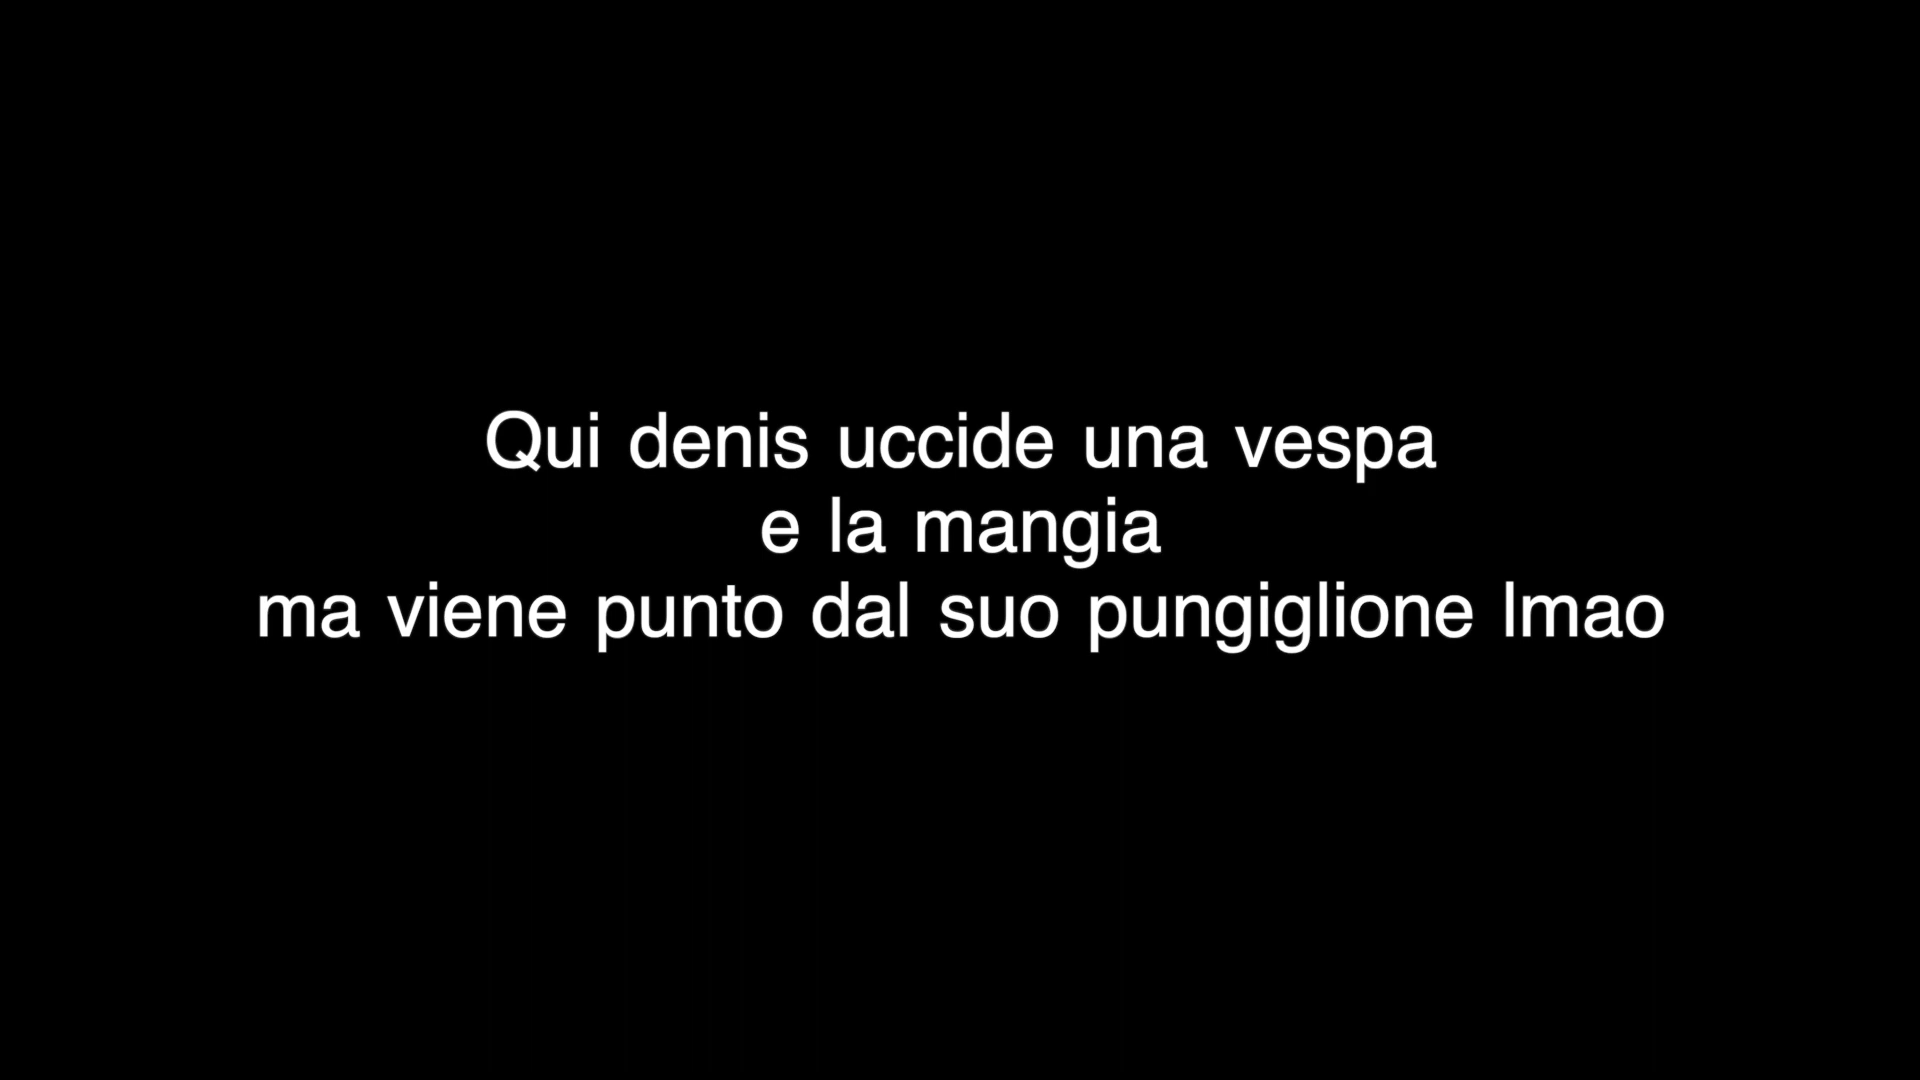 Qui denis uccide una vespa
e la mangia
ma viene punto dal suo pungiglione lmao